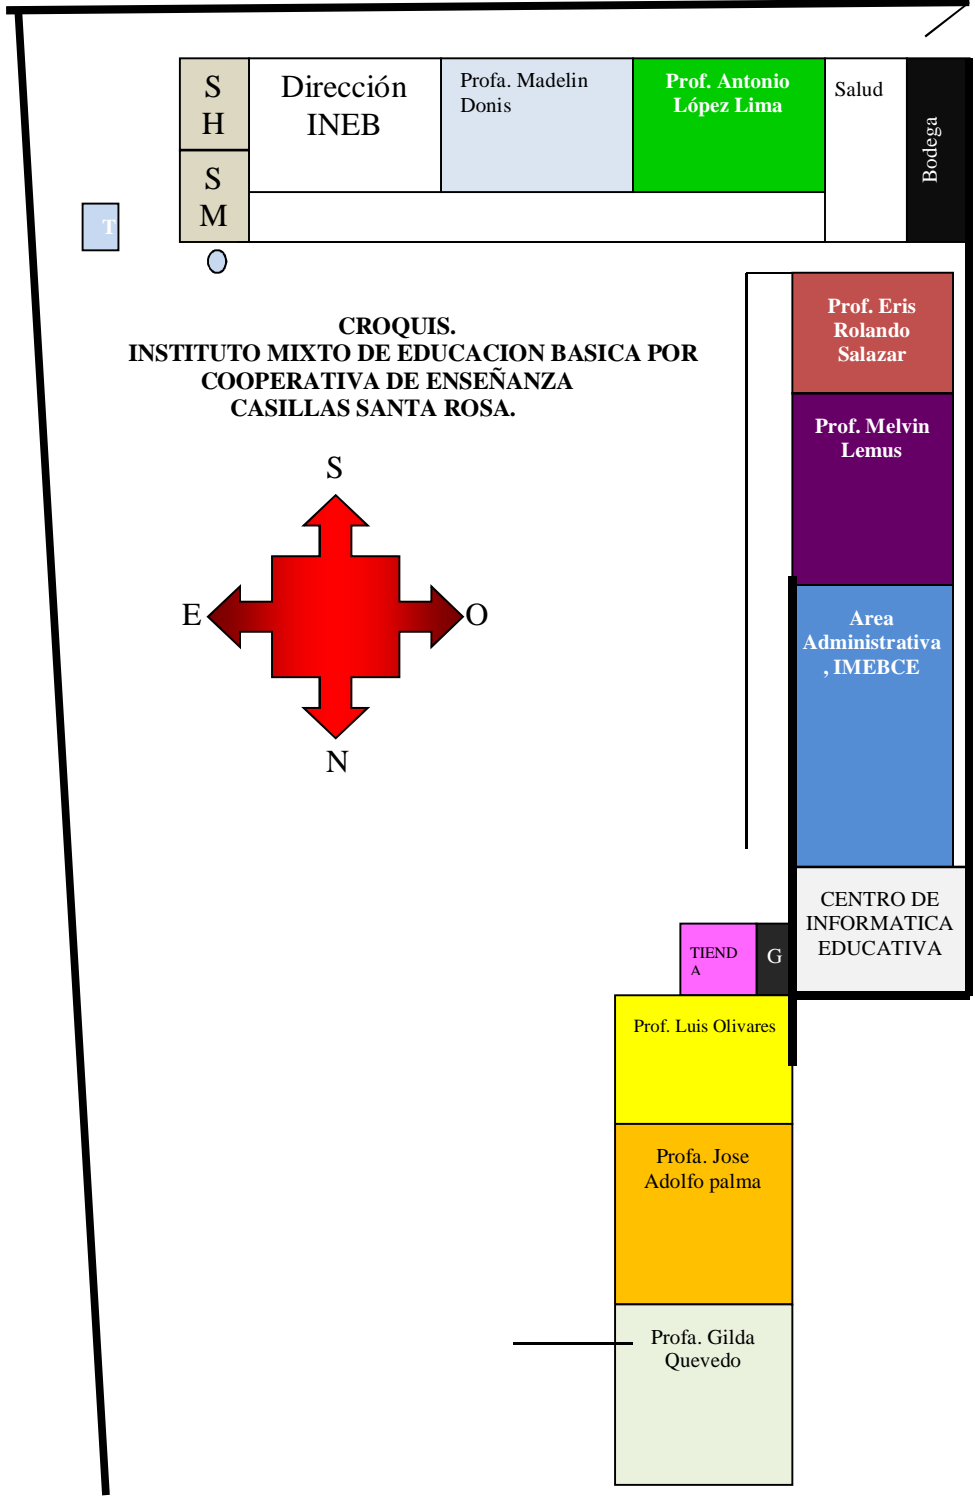 S
H
Dirección
INEB
Profa. Madelin
Donis
Prof. Antonio
López Lima
Salud
Bodega
S
M
T
CROQUIS.
INSTITUTO MIXTO DE EDUCACION BASICA POR
COOPERATIVA DE ENSEÑANZA
CASILLAS SANTA ROSA.
Prof. Eris
Rolando
Salazar
Prof. Melvin
Lemus
S
E
O
N
Area
Administrativa
, IMEBCE
CENTRO DE
INFORMATICA
EDUCATIVA
TIEND
A
G
Prof. Luis Olivares
Profa. Jose
Adolfo palma
Profa. Gilda
Quevedo